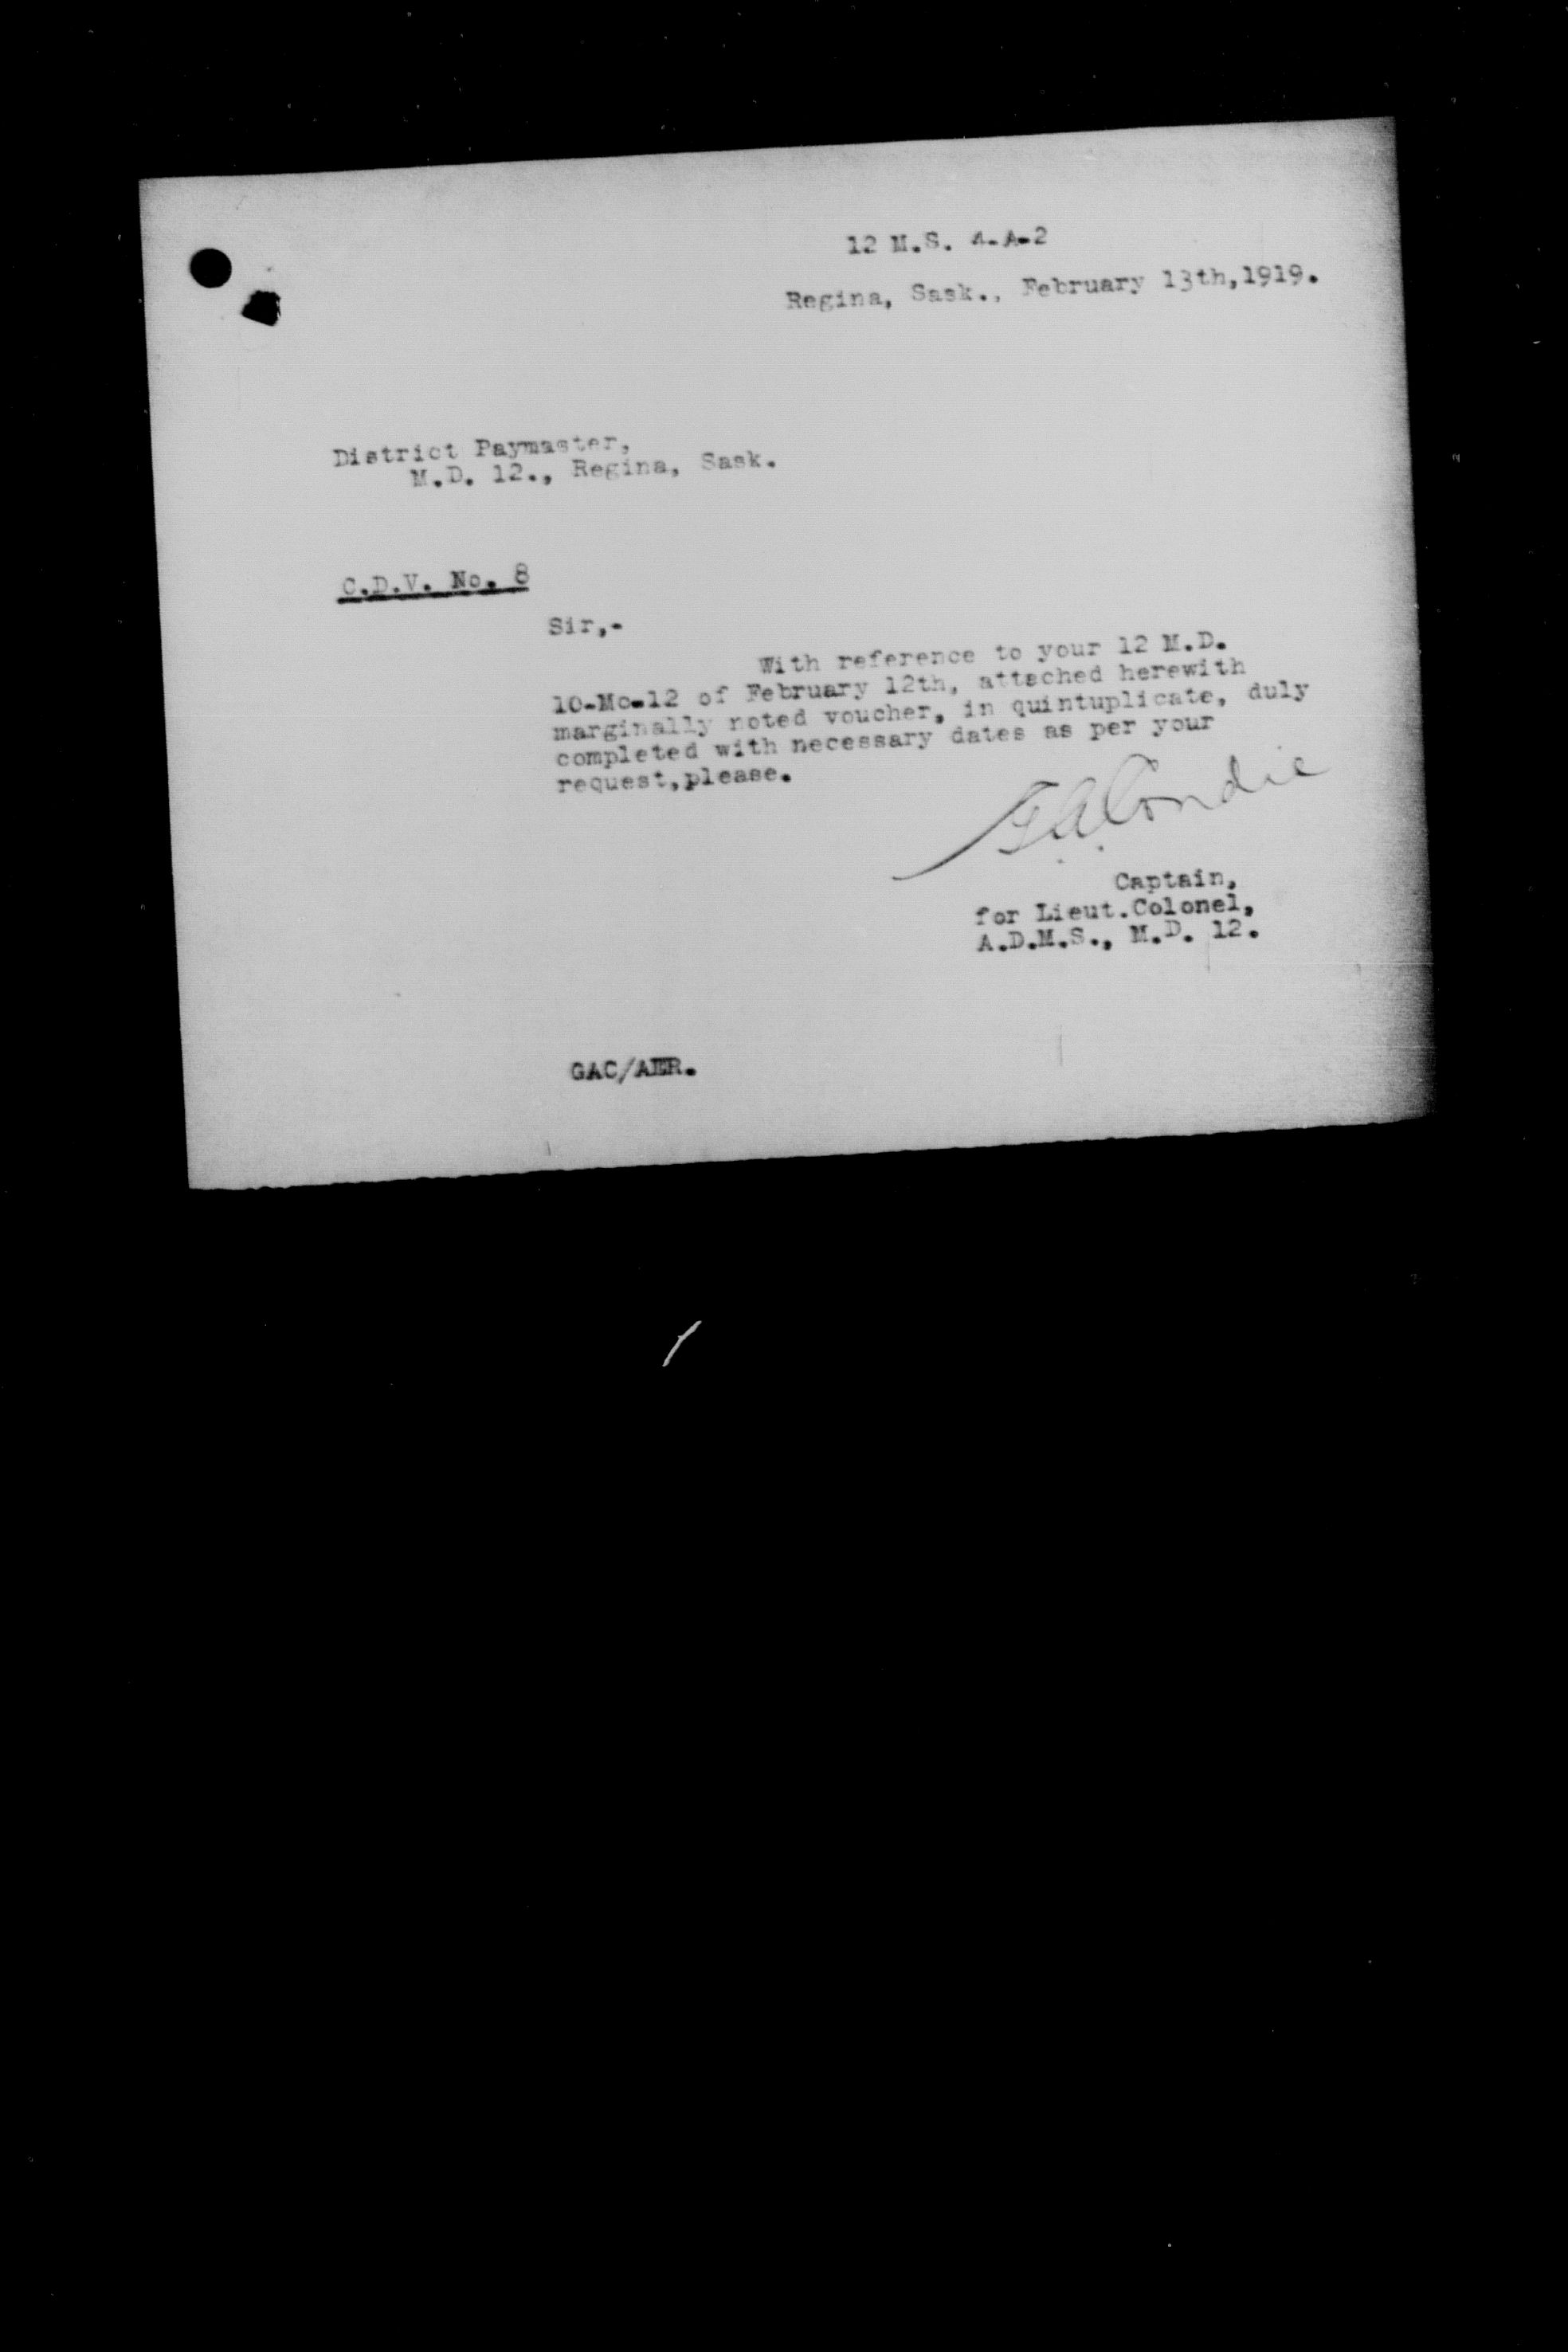 12 M.S. 4-A-2
Regina, Sask., February 13th,1919.
District Paymaster,
M.D. 12., Regina, Sask.
C.D.V. No. 8
Sir,-
With reference to your 12 M.D.
10-Mc-12 of February 12th, attached herewith
marginally noted voucher, in quintuplicate, duly
completed with necessary dates as per your
request,please.
GACondie
Captain,
for Lieut.Colonel,
A.D.M.S., M.D. 12.
GAC/AER.